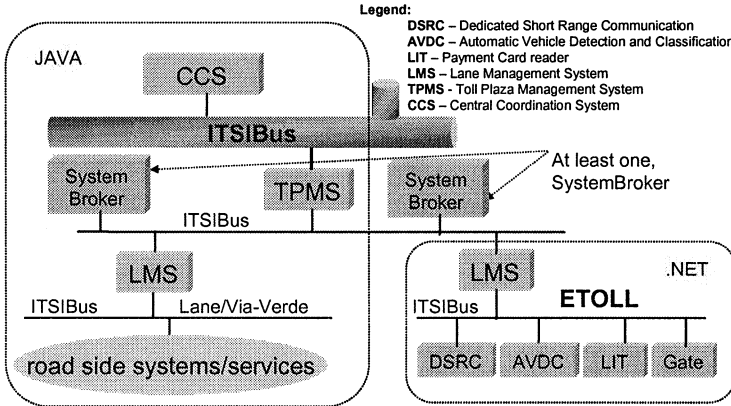 Legend:
DSRC – Dedicated Short Range Communication
AVDC – Automatic Vehicle Detection and Classification
LIT – Payment Card reader
LMS – Lane Management System
TPMS - Toll Plaza Management System
CCS – Central Coordination System
JAVA
CCS
ITSIBus
At least one,
SystemBroker
System
Broker
TPMS
System
Broker
ITSIBus
LMS
LMS
.NET
ITSIBus
Lane/Via-Verde
ITSIBus
ETOLL
road side systems/services
DSRC
AVDC
LIT
Gate